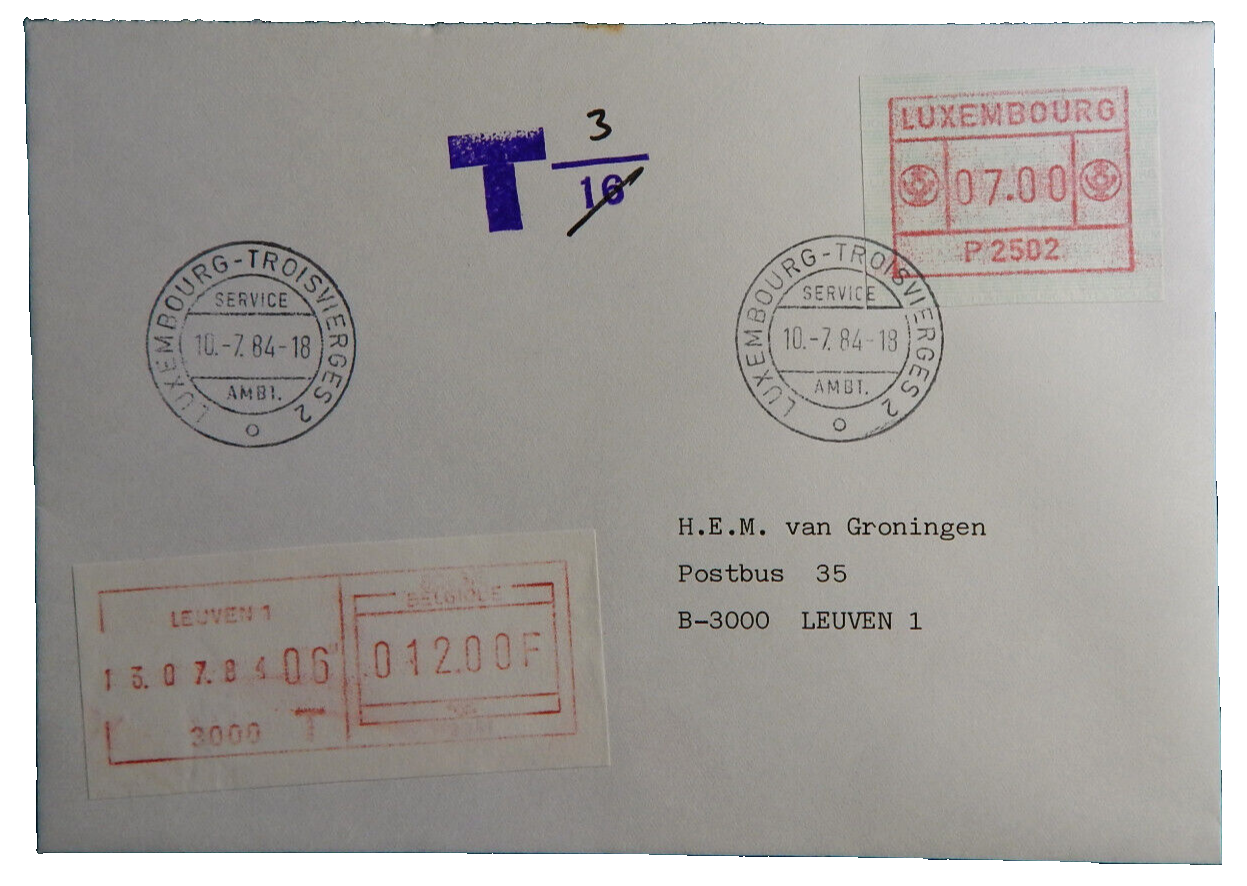 3
T 16
LUXEMBOURG
07.00
P 2502
LUXEMBOURG-TROISVIERGES 2
SERVICE
10.-7.84-18
AMBT.
LUXEMBOURG-TROISVIERGES 2
SERVICE
10.-7.84-18
AMBT.
H.E.M. van Groningen
Postbus 35
B-3000 LEUVEN 1
LEUVEN 1
BELGIQUE
13.07.84 06
012.00F
3000 T